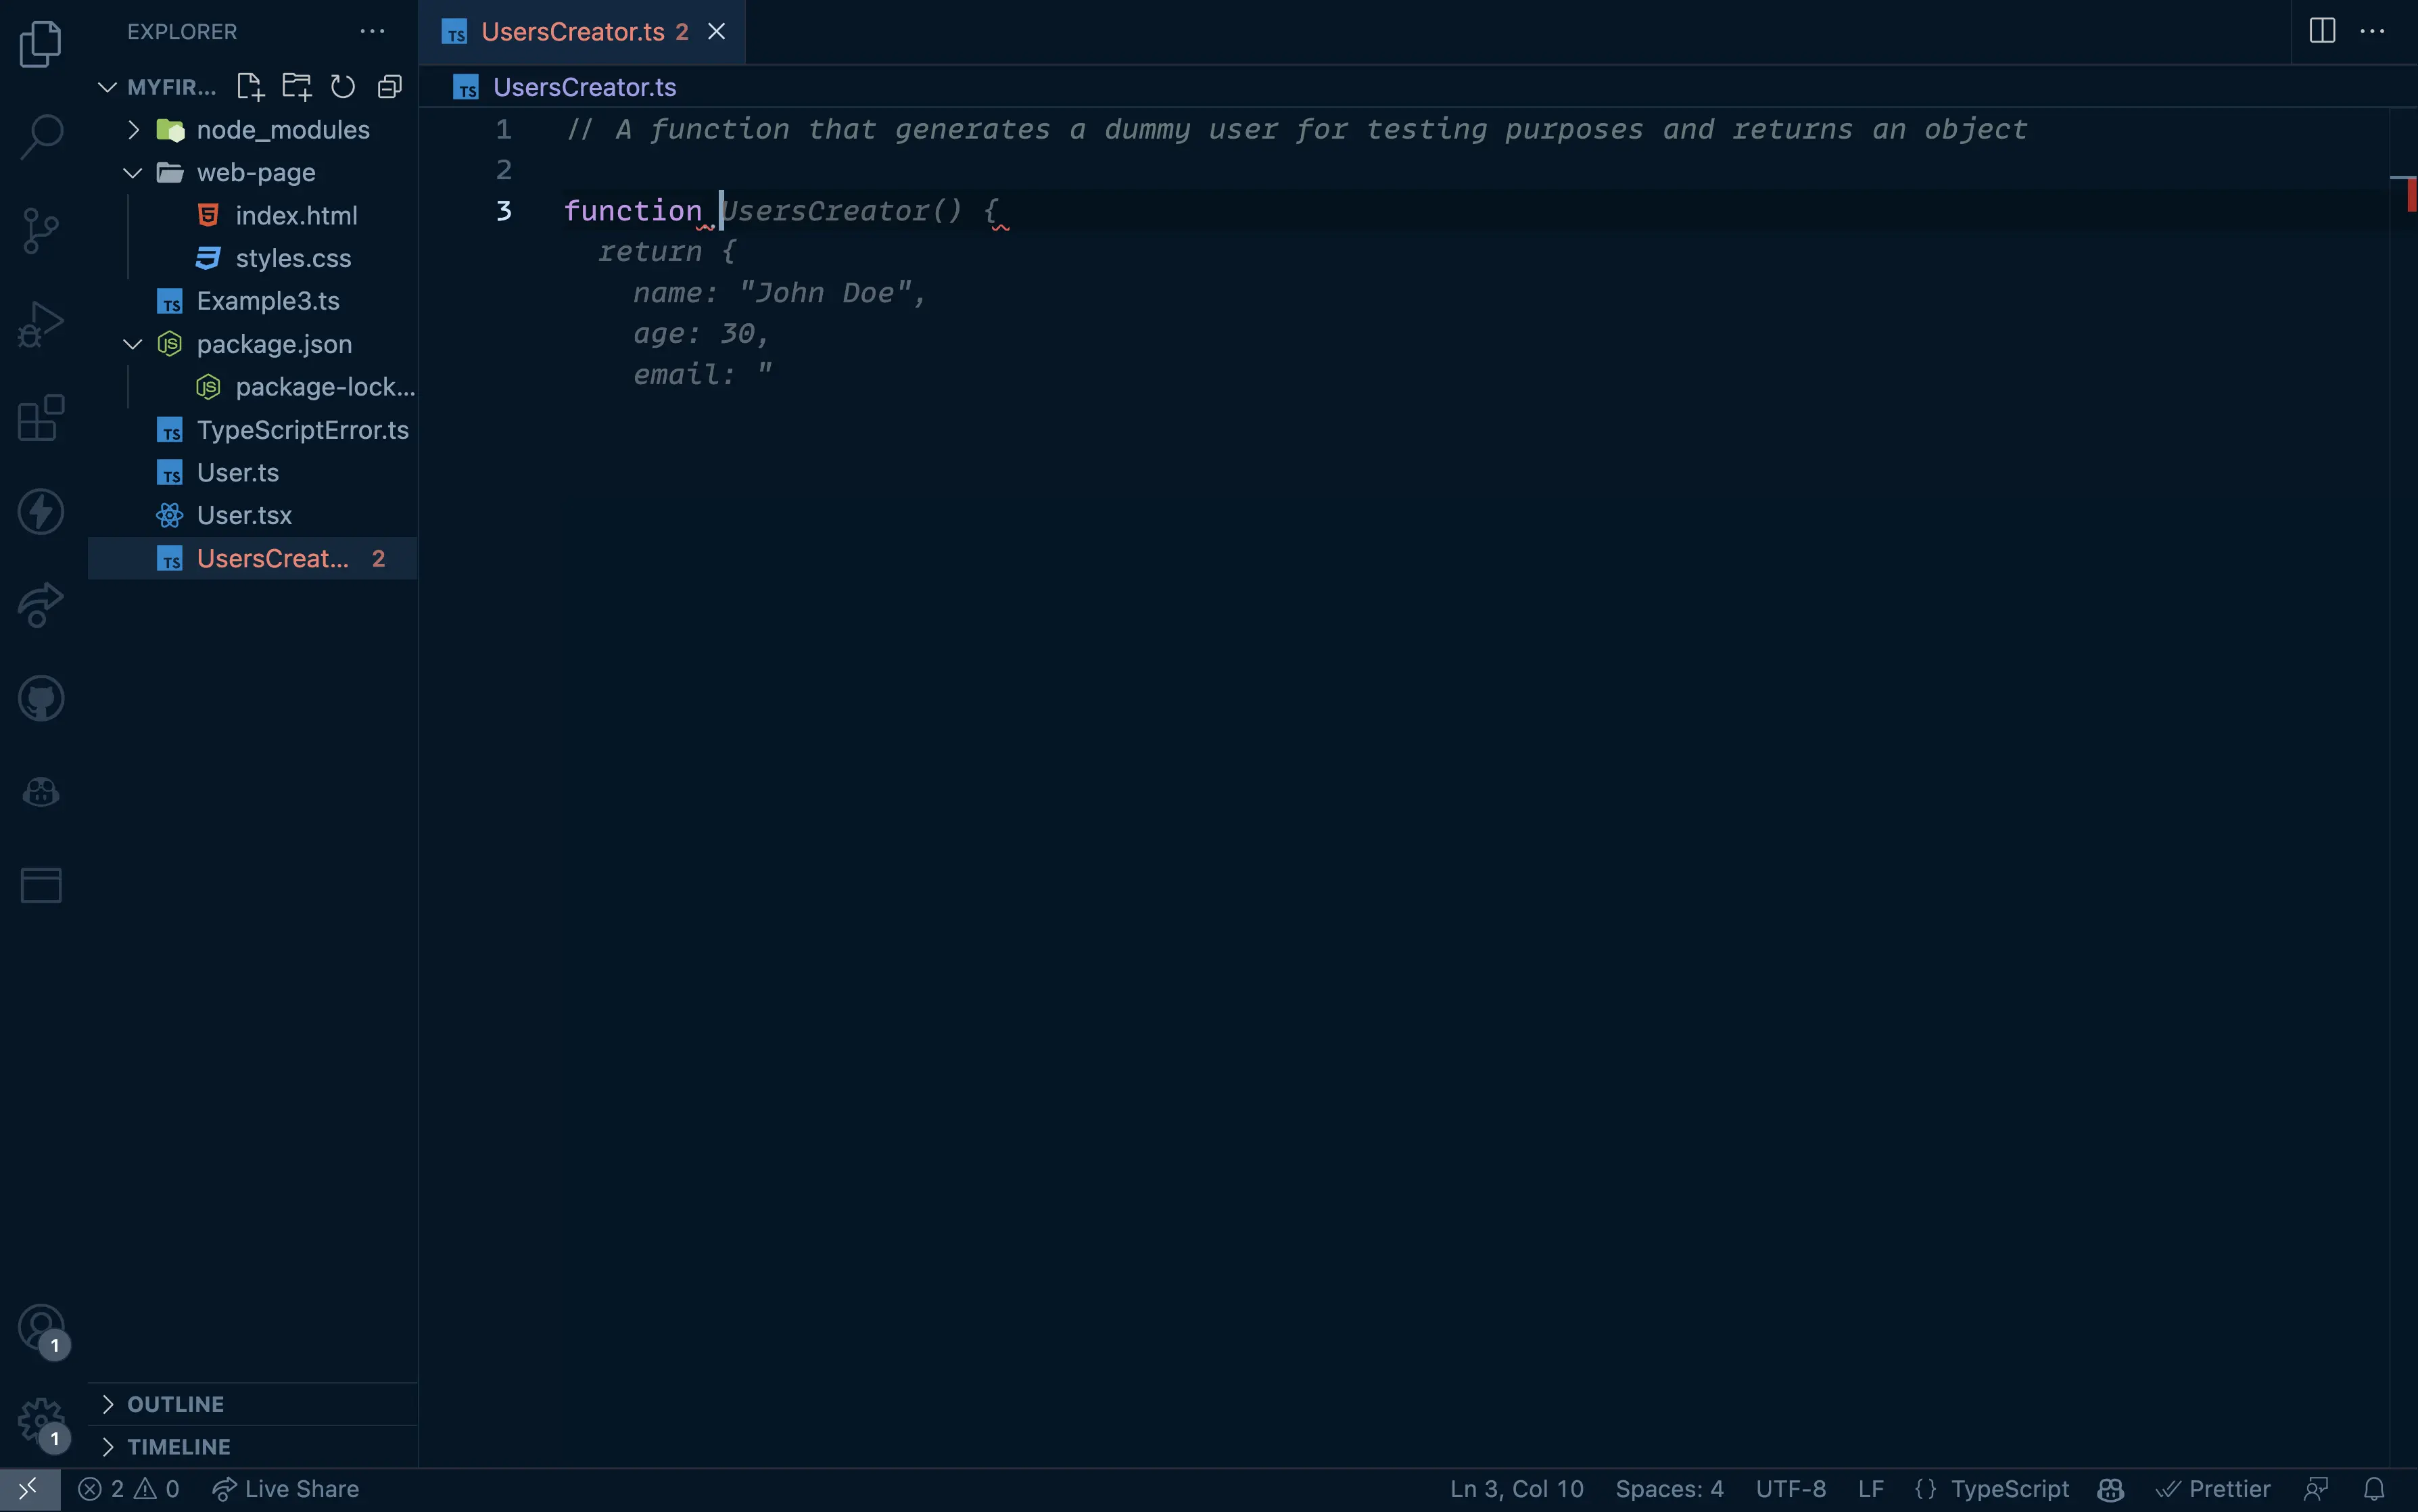 EXPLORER
UsersCreator.ts 2
MYFIR...
UsersCreator.ts
node_modules
web-page
index.html
styles.css
Example3.ts
package.json
package-lock...
TypeScriptError.ts
User.ts
User.tsx
UsersCreat... 2
1 // A function that generates a dummy user for testing purposes and returns an object
2
3 function UsersCreator() {
return {
name: "John Doe",
age: 30,
email: "
1
1
OUTLINE
TIMELINE
2 0 Live Share Ln 3, Col 10 Spaces: 4 UTF-8 LF {} TypeScript Prettier